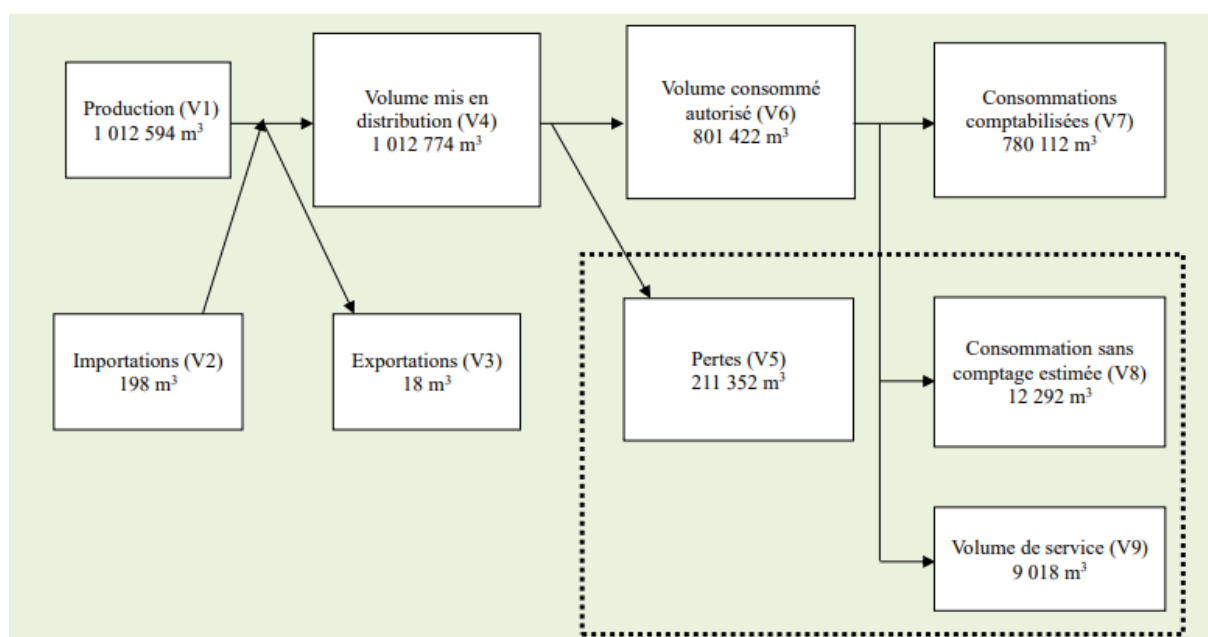 Production (V1)
1 012 594 m³
Volume mis en
distribution (V4)
1 012 774 m³
Volume consommé
autorisé (V6)
801 422 m³
Consommations
comptabilisées (V7)
780 112 m³
Importations (V2)
198 m³
Exportations (V3)
18 m³
Pertes (V5)
211 352 m³
Consommation sans
comptage estimée (V8)
12 292 m³
Volume de service (V9)
9 018 m³